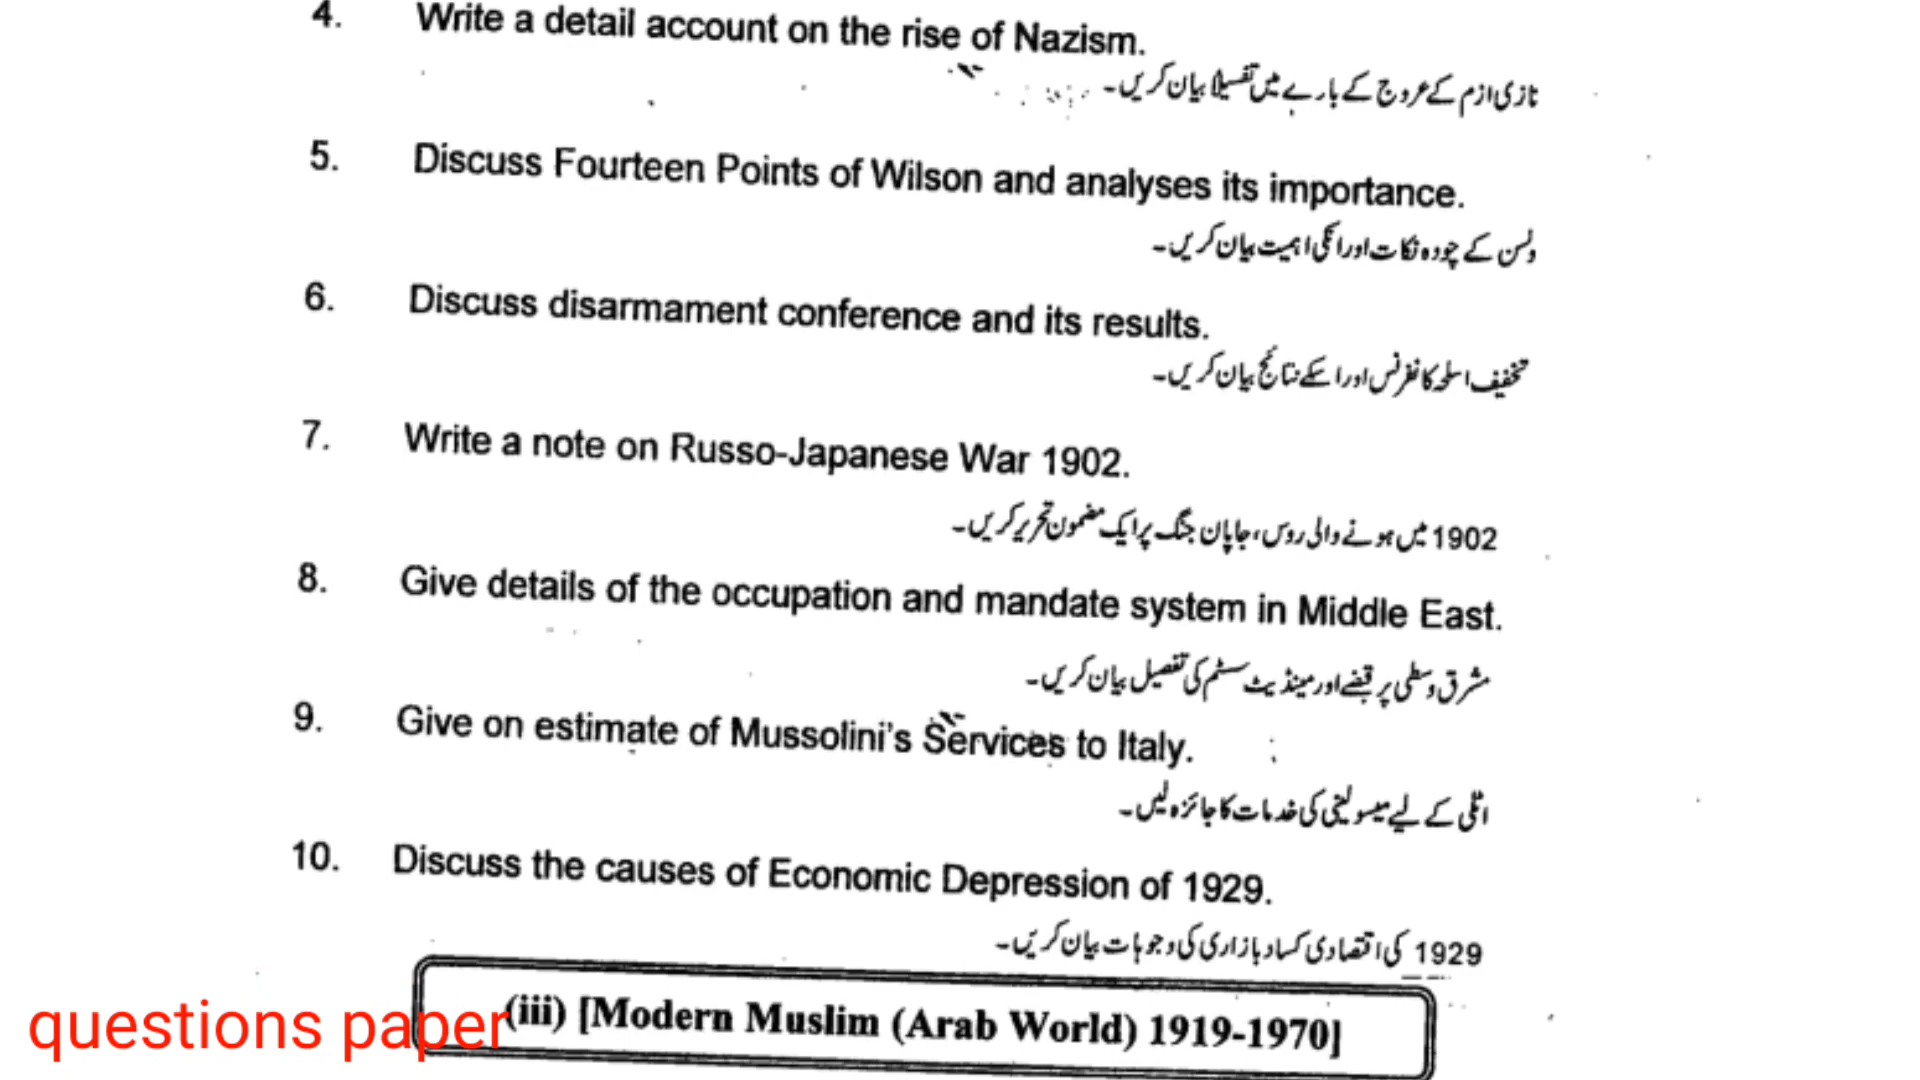 4. Write a detail account on the rise of Nazism.
نازی ازم کے عروج کے بارے میں تفصیلاً بیان کریں۔
5. Discuss Fourteen Points of Wilson and analyses its importance.
ولسن کے چودہ نکات اور انکی اہمیت بیان کریں۔
6. Discuss disarmament conference and its results.
تخفیف اسلحہ کانفرنس اور اسکے نتائج بیان کریں۔
7. Write a note on Russo-Japanese War 1902.
1902 میں ہونے والی روس، جاپان جنگ پر ایک مضمون تحریر کریں۔
8. Give details of the occupation and mandate system in Middle East.
مشرق وسطی پر قبضے اور مینڈیٹ سسٹم کی تفصیل بیان کریں۔
9. Give on estimate of Mussolini's Services to Italy.
اٹلی کے لیے میسولینی کی خدمات کا جائزہ لیں۔
10. Discuss the causes of Economic Depression of 1929.
1929 کی اقتصادی کساد بازاری کی وجوہات بیان کریں۔
(iii) [Modern Muslim (Arab World) 1919-1970]
questions paper